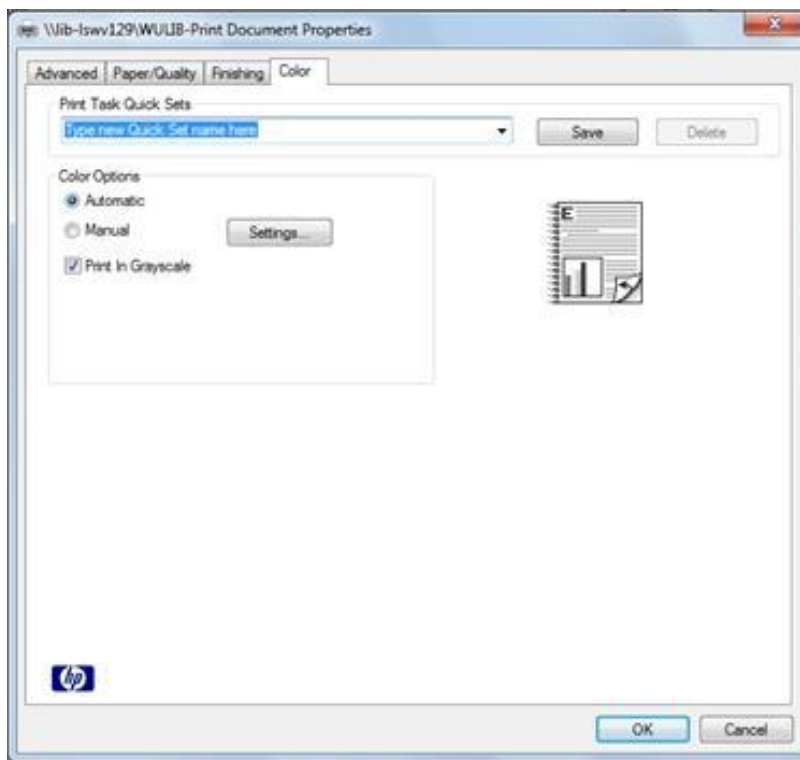 \\lib-lswv129\WULIB-Print Document Properties
Advanced Paper/Quality Finishing Color
Print Task Quick Sets
Type new Quick Set name here
Save Delete
Color Options
Automatic
Manual
Settings...
Print In Grayscale
E
hp
OK Cancel